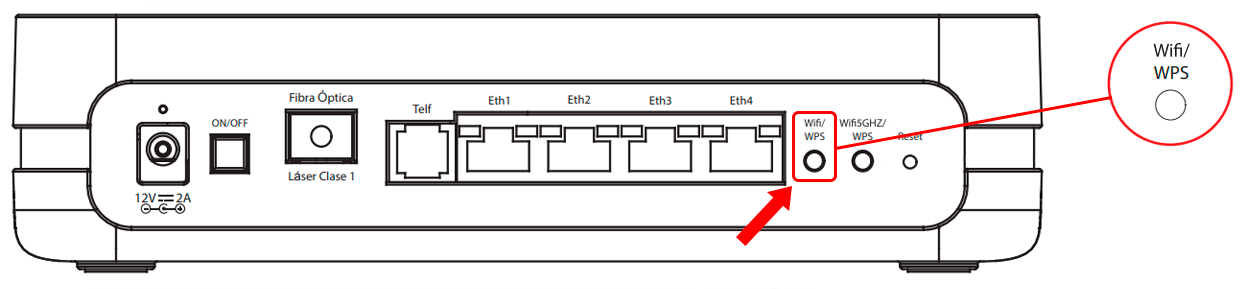 ON/OFF
12V ⎓ 2A
Fibra Óptica
Láser Clase 1
Telf
Eth1
Eth2
Eth3
Eth4
Wifi/
WPS
Wifi5GHZ/
WPS
Reset
Wifi/
WPS